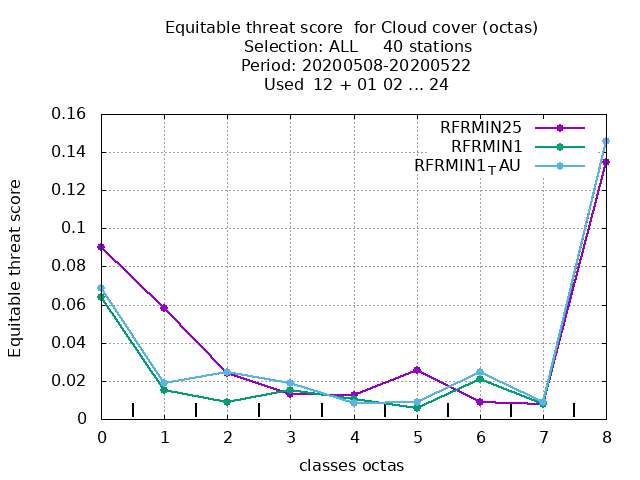 Equitable threat score  for Cloud cover (octas)
Selection: ALL     40 stations
Period: 20200508-20200522
Used  12 + 01 02 ... 24
RFRMIN25
RFRMIN1
RFRMIN1TAU
Equitable threat score
0.16
0.14
0.12
0.1
0.08
0.06
0.04
0.02
0
0 1 2 3 4 5 6 7 8
classes octas